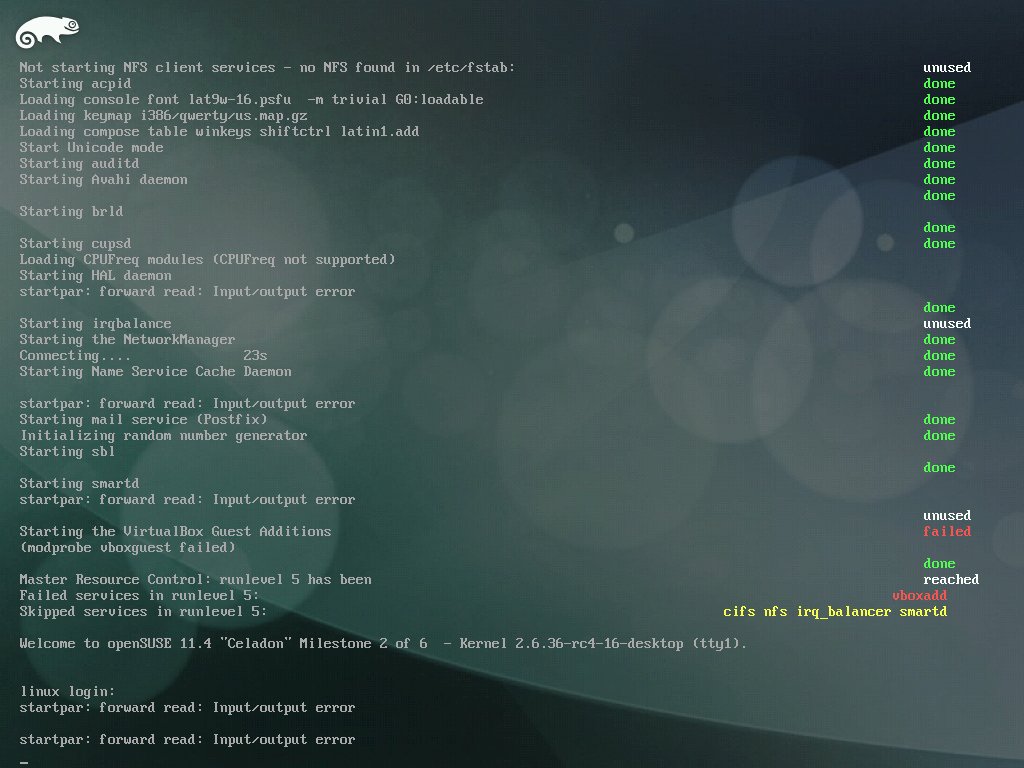 Not starting NFS client services - no NFS found in /etc/fstab: unused
Starting acpid done
Loading console font lat9w-16.psfu  -m trivial G0:loadable done
Loading keymap i386/qwerty/us.map.gz done
Loading compose table winkeys shiftctrl latin1.add done
Start Unicode mode done
Starting auditd done
Starting Avahi daemon done
done
Starting brld
done
Starting cupsd done
Loading CPUFreq modules (CPUFreq not supported)
Starting HAL daemon
startpar: forward read: Input/output error
done
Starting irqbalance unused
Starting the NetworkManager done
Connecting.... 23s done
Starting Name Service Cache Daemon done
startpar: forward read: Input/output error
Starting mail service (Postfix) done
Initializing random number generator done
Starting sbl
done
Starting smartd
startpar: forward read: Input/output error
unused
Starting the VirtualBox Guest Additions failed
(modprobe vboxguest failed)
done
Master Resource Control: runlevel 5 has been reached
Failed services in runlevel 5: vboxadd
Skipped services in runlevel 5: cifs nfs irq_balancer smartd
Welcome to openSUSE 11.4 "Celadon" Milestone 2 of 6  - Kernel 2.6.36-rc4-16-desktop (tty1).
linux login:
startpar: forward read: Input/output error
startpar: forward read: Input/output error